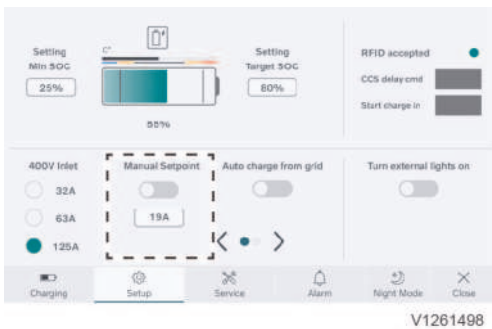 Setting
Min SOC
25%
C°
55%
Setting
Target SOC
80%
RFID accepted
CCS delay cmd
Start charge in
400V Inlet
32A
63A
125A
Manual Setpoint
19A
Auto charge from grid
Turn external lights on
Charging
Setup
Service
Alarm
Night Mode
Close
V1261498